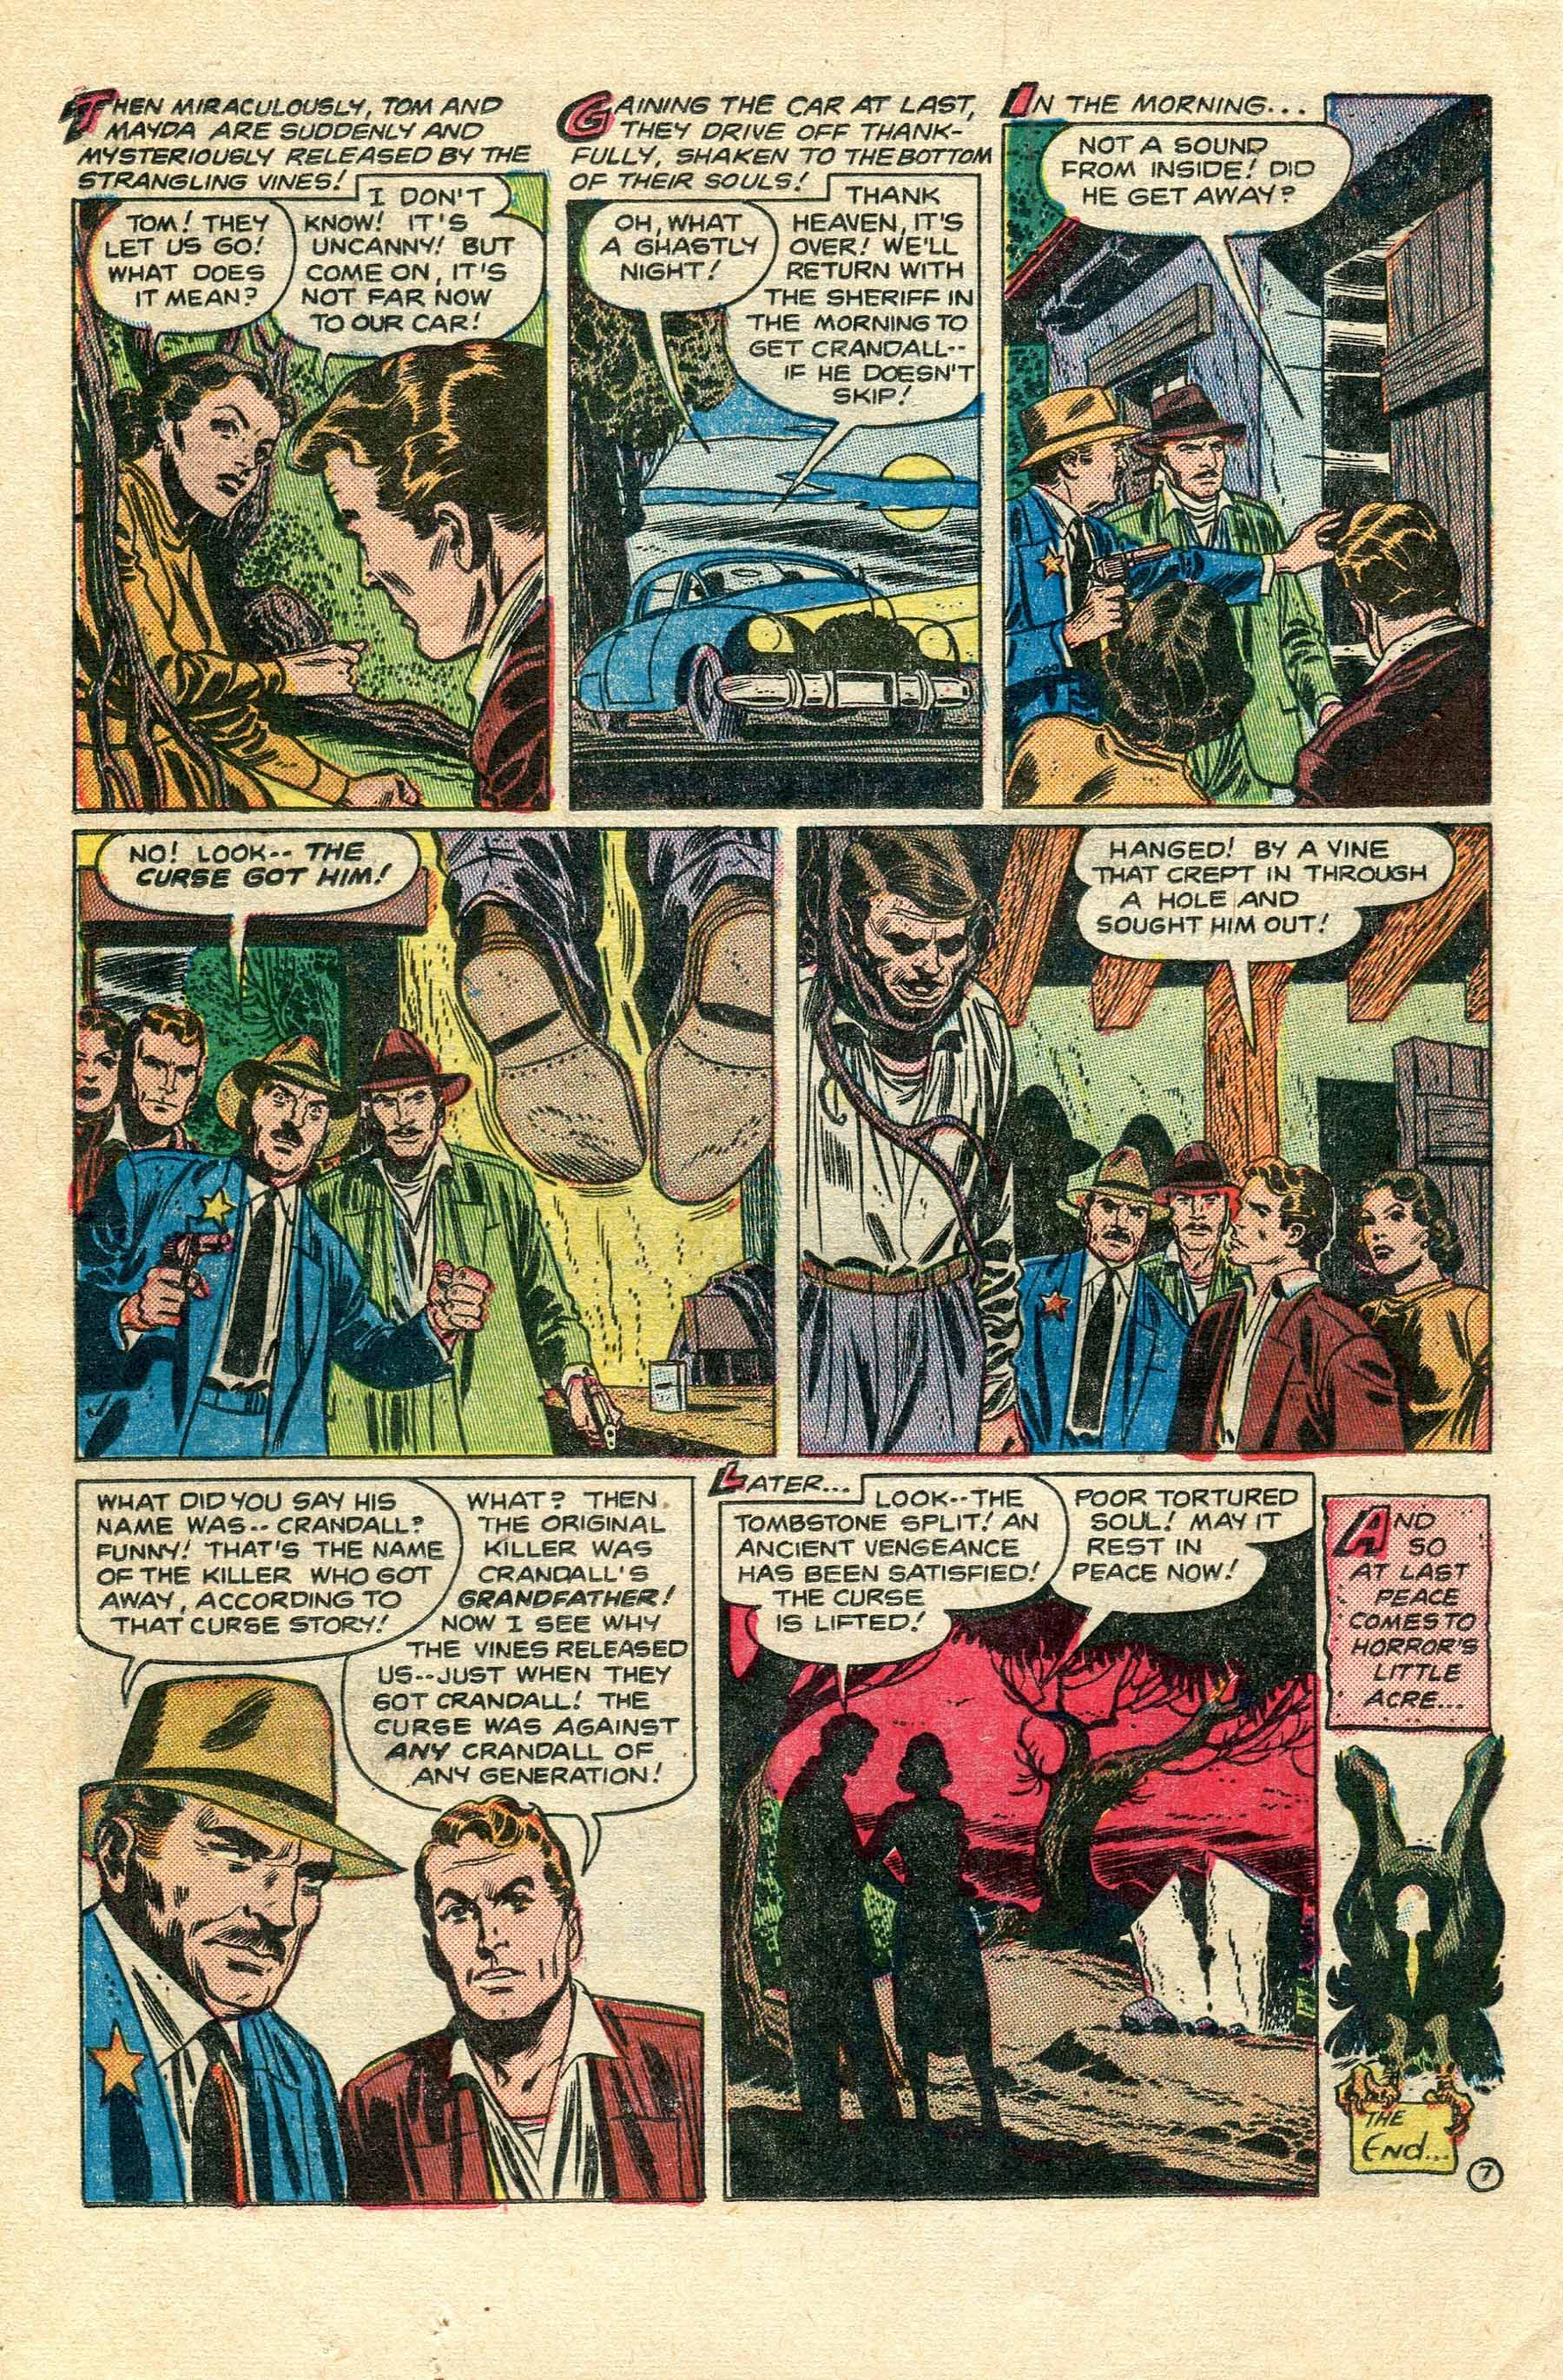 THEN MIRACULOUSLY, TOM AND
MAYDA ARE SUDDENLY AND
MYSTERIOUSLY RELEASED BY THE
STRANGLING VINES!
TOM! THEY
LET US GO!
WHAT DOES
IT MEAN?
I DON'T
KNOW! IT'S
UNCANNY! BUT
COME ON, IT'S
NOT FAR NOW
TO OUR CAR!
GAINING THE CAR AT LAST,
THEY DRIVE OFF THANK-
FULLY, SHAKEN TO THE BOTTOM
OF THEIR SOULS!
OH, WHAT
A GHASTLY
NIGHT!
THANK
HEAVEN, IT'S
OVER! WE'LL
RETURN WITH
THE SHERIFF IN
THE MORNING TO
GET CRANDALL--
IF HE DOESN'T
SKIP!
IN THE MORNING...
NOT A SOUND
FROM INSIDE! DID
HE GET AWAY?
NO! LOOK-- THE
CURSE GOT HIM!
HANGED! BY A VINE
THAT CREPT IN THROUGH
A HOLE AND
SOUGHT HIM OUT!
WHAT DID YOU SAY HIS
NAME WAS-- CRANDALL?
FUNNY! THAT'S THE NAME
OF THE KILLER WHO GOT
AWAY, ACCORDING TO
THAT CURSE STORY!
WHAT? THEN
THE ORIGINAL
KILLER WAS
CRANDALL'S
GRANDFATHER!
NOW I SEE WHY
THE VINES RELEASED
US--JUST WHEN THEY
GOT CRANDALL! THE
CURSE WAS AGAINST
ANY CRANDALL OF
ANY GENERATION!
LATER...
LOOK--THE
TOMBSTONE SPLIT! AN
ANCIENT VENGEANCE
HAS BEEN SATISFIED!
THE CURSE
IS LIFTED!
POOR TORTURED
SOUL! MAY IT
REST IN
PEACE NOW!
AND
SO
AT LAST
PEACE
COMES TO
HORROR'S
LITTLE
ACRE...
THE
END...
7